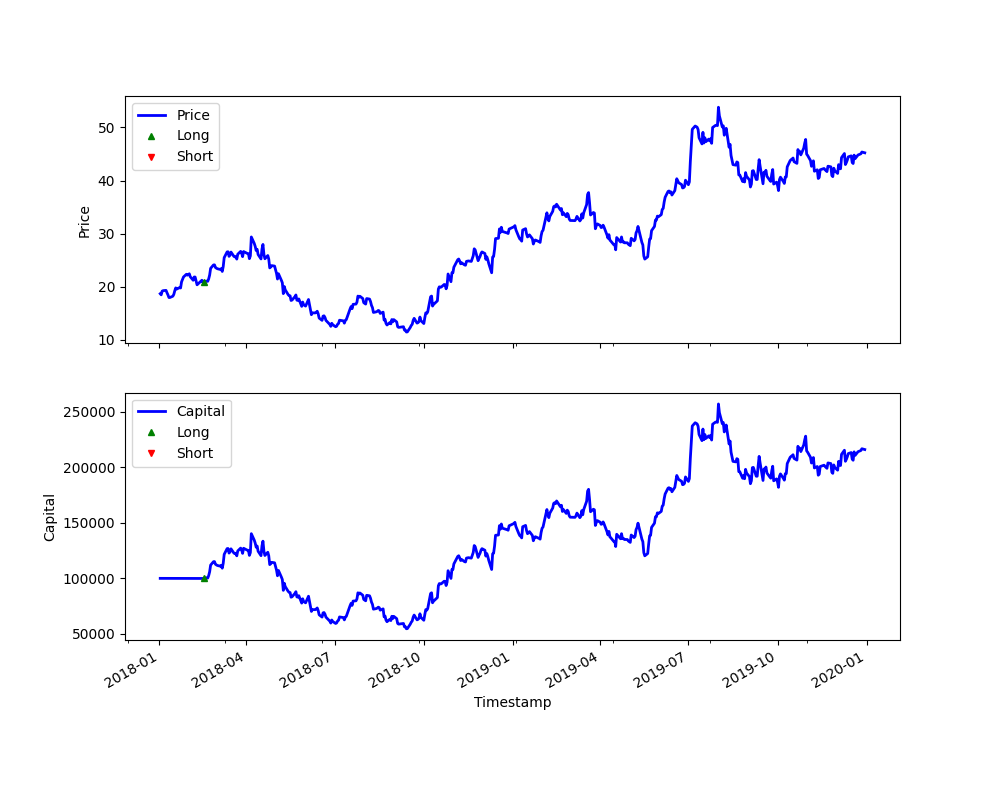 Price
Long
Short
50
40
30
20
10
Price
Capital
Long
Short
250000
200000
150000
100000
50000
Capital
2018-01
2018-04
2018-07
2018-10
2019-01
2019-04
2019-07
2019-10
2020-01
Timestamp